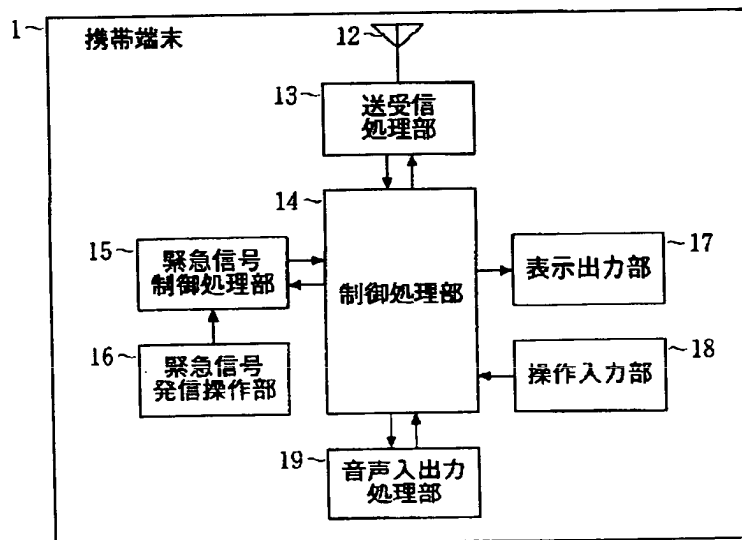 1
携帯端末
12
13
送受信
処理部
14
制御処理部
15
緊急信号
制御処理部
16
緊急信号
発信操作部
17
表示出力部
18
操作入力部
19
音声入出力
処理部